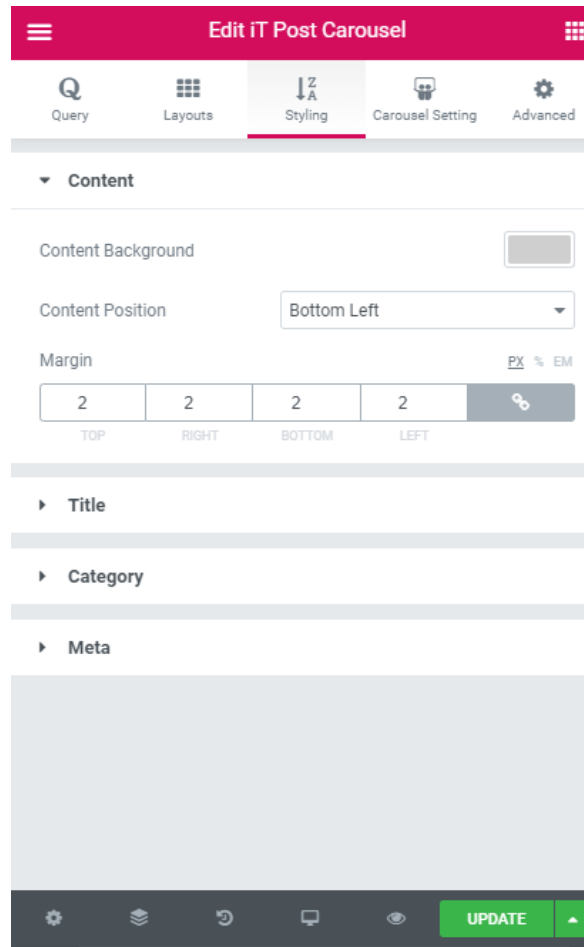 Edit iT Post Carousel
Query Layouts Styling Carousel Setting Advanced
Content
Content Background
Content Position Bottom Left
Margin PX % EM
2 2 2 2
TOP RIGHT BOTTOM LEFT
Title
Category
Meta
UPDATE